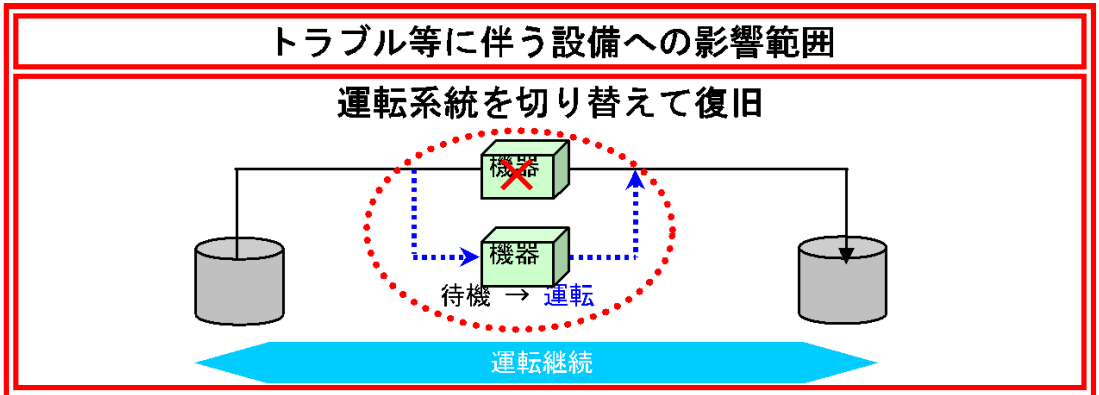 トラブル等に伴う設備への影響範囲
運転系統を切り替えて復旧
機器
機器
待機 → 運転
運転継続